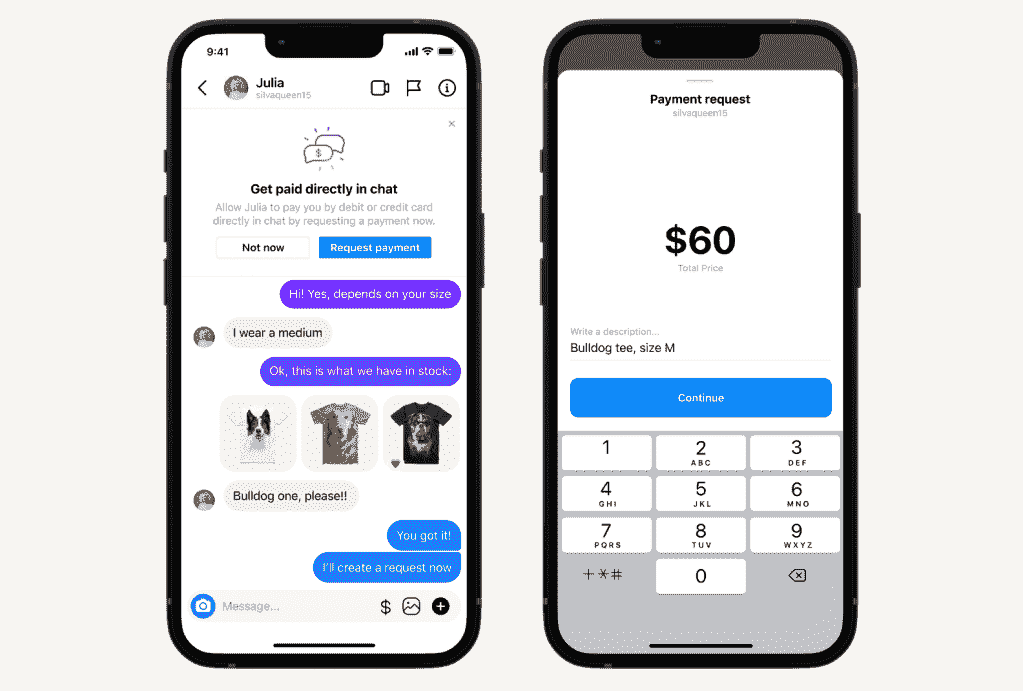 9:41
Julia
silvaqueen15
$
Get paid directly in chat
Allow Julia to pay you by debit or credit card
directly in chat by requesting a payment now.
Not now
Request payment
Hi! Yes, depends on your size
I wear a medium
Ok, this is what we have in stock:
Bulldog one, please!!
You got it!
I'll create a request now
Message...
$
Payment request
silvaqueen15
$60
Total Price
Write a description...
Bulldog tee, size M
Continue
1
2
ABC
3
DEF
4
GHI
5
JKL
6
MNO
7
PQRS
8
TUV
9
WXYZ
+*#
0